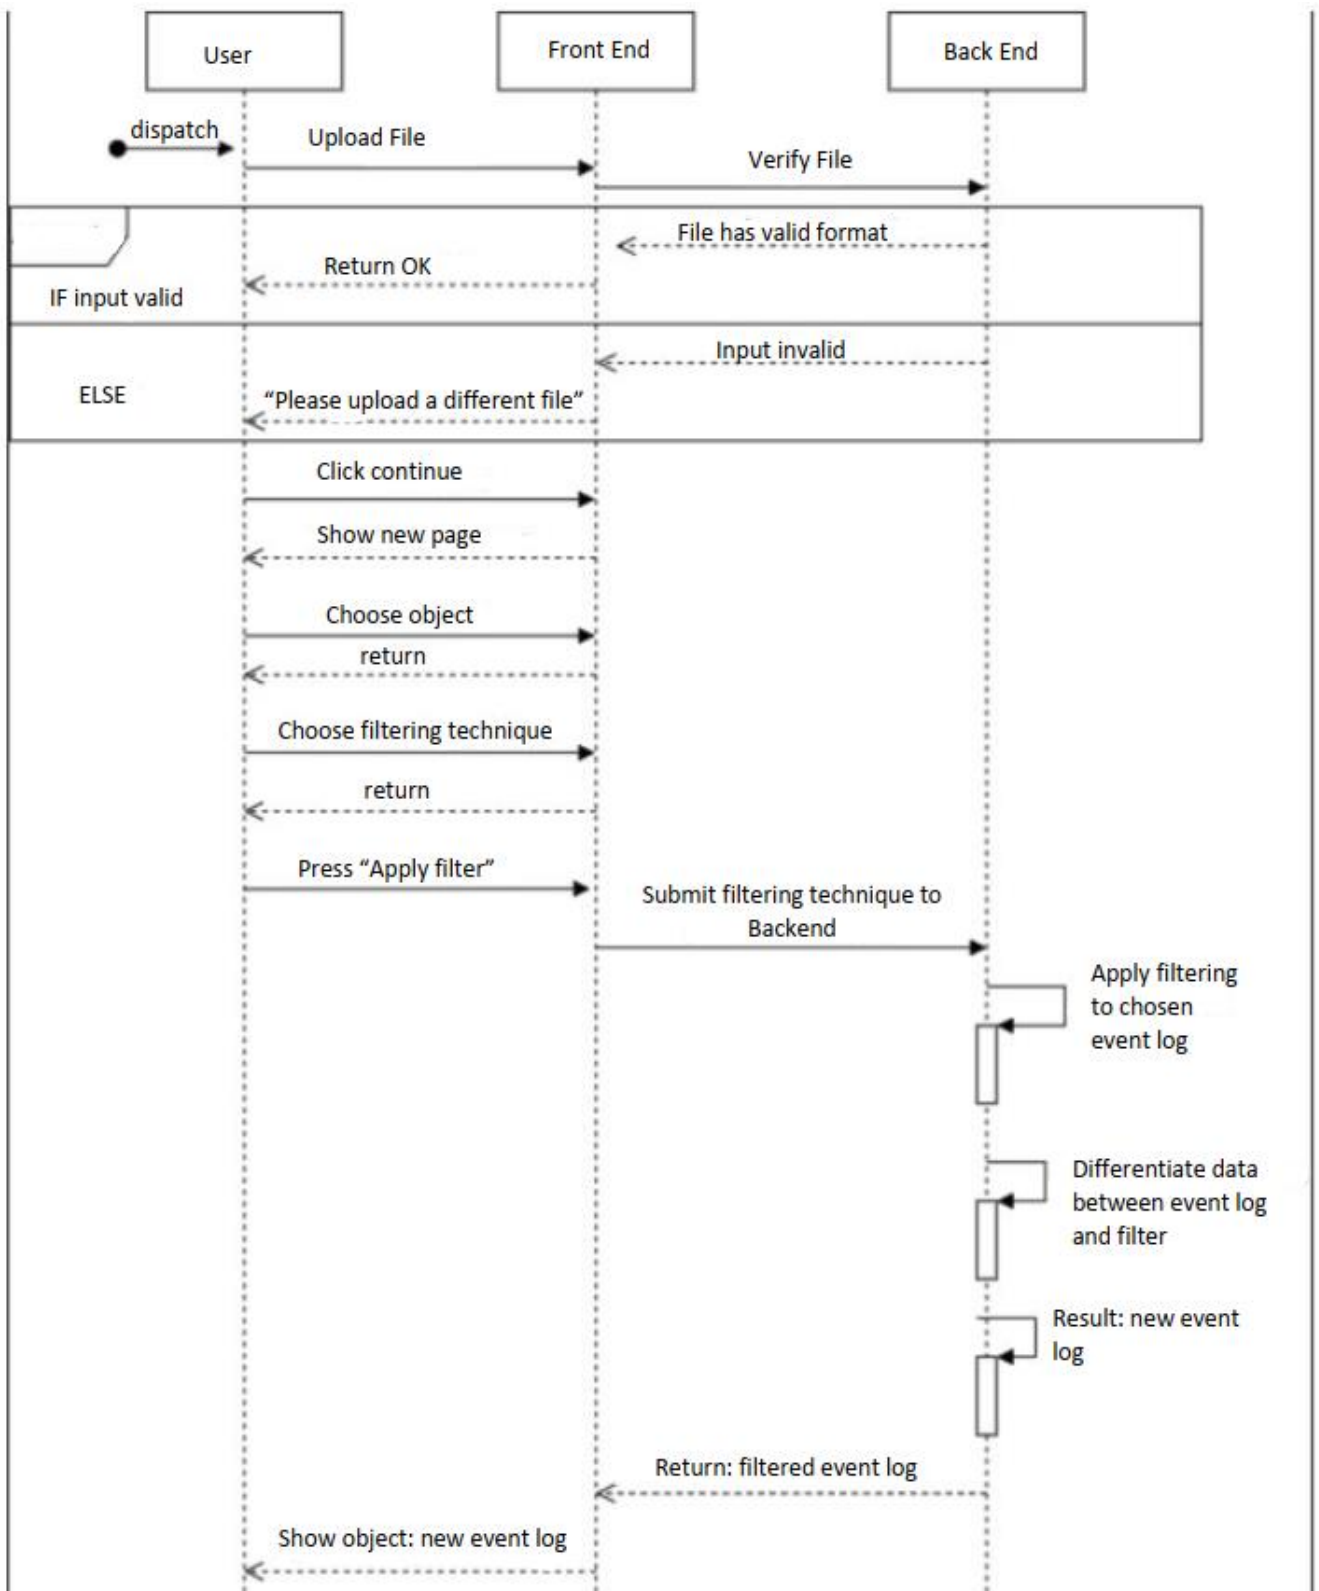 User
Front End
Back End
dispatch
Upload File
Verify File
File has valid format
Return OK
IF input valid
Input invalid
ELSE
“Please upload a different file”
Click continue
Show new page
Choose object
return
Choose filtering technique
return
Press “Apply filter”
Submit filtering technique to
Backend
Apply filtering
to chosen
event log
Differentiate data
between event log
and filter
Result: new event
log
Return: filtered event log
Show object: new event log